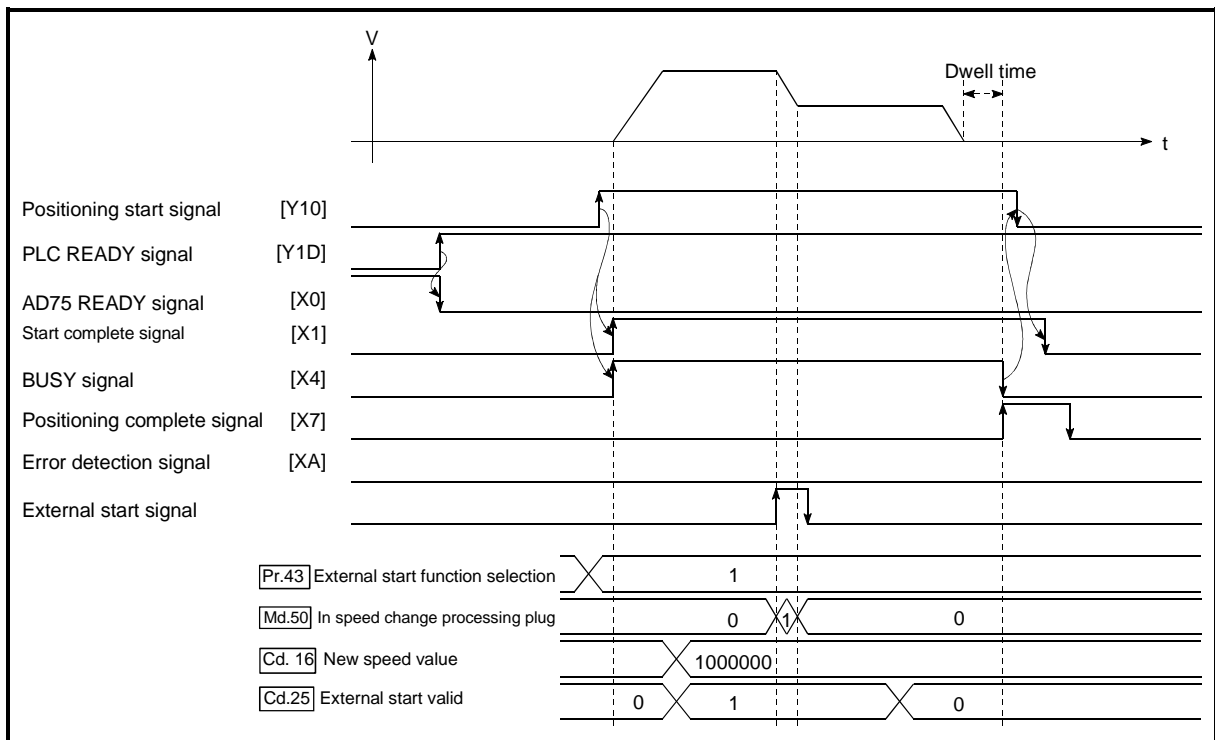 V
Dwell time
t
Positioning start signal [Y10]
PLC READY signal [Y1D]
AD75 READY signal [X0]
Start complete signal [X1]
BUSY signal [X4]
Positioning complete signal [X7]
Error detection signal [XA]
External start signal
Pr.43 External start function selection 1
Md.50 In speed change processing plug 0 1 0
Cd. 16 New speed value 1000000
Cd.25 External start valid 0 1 0